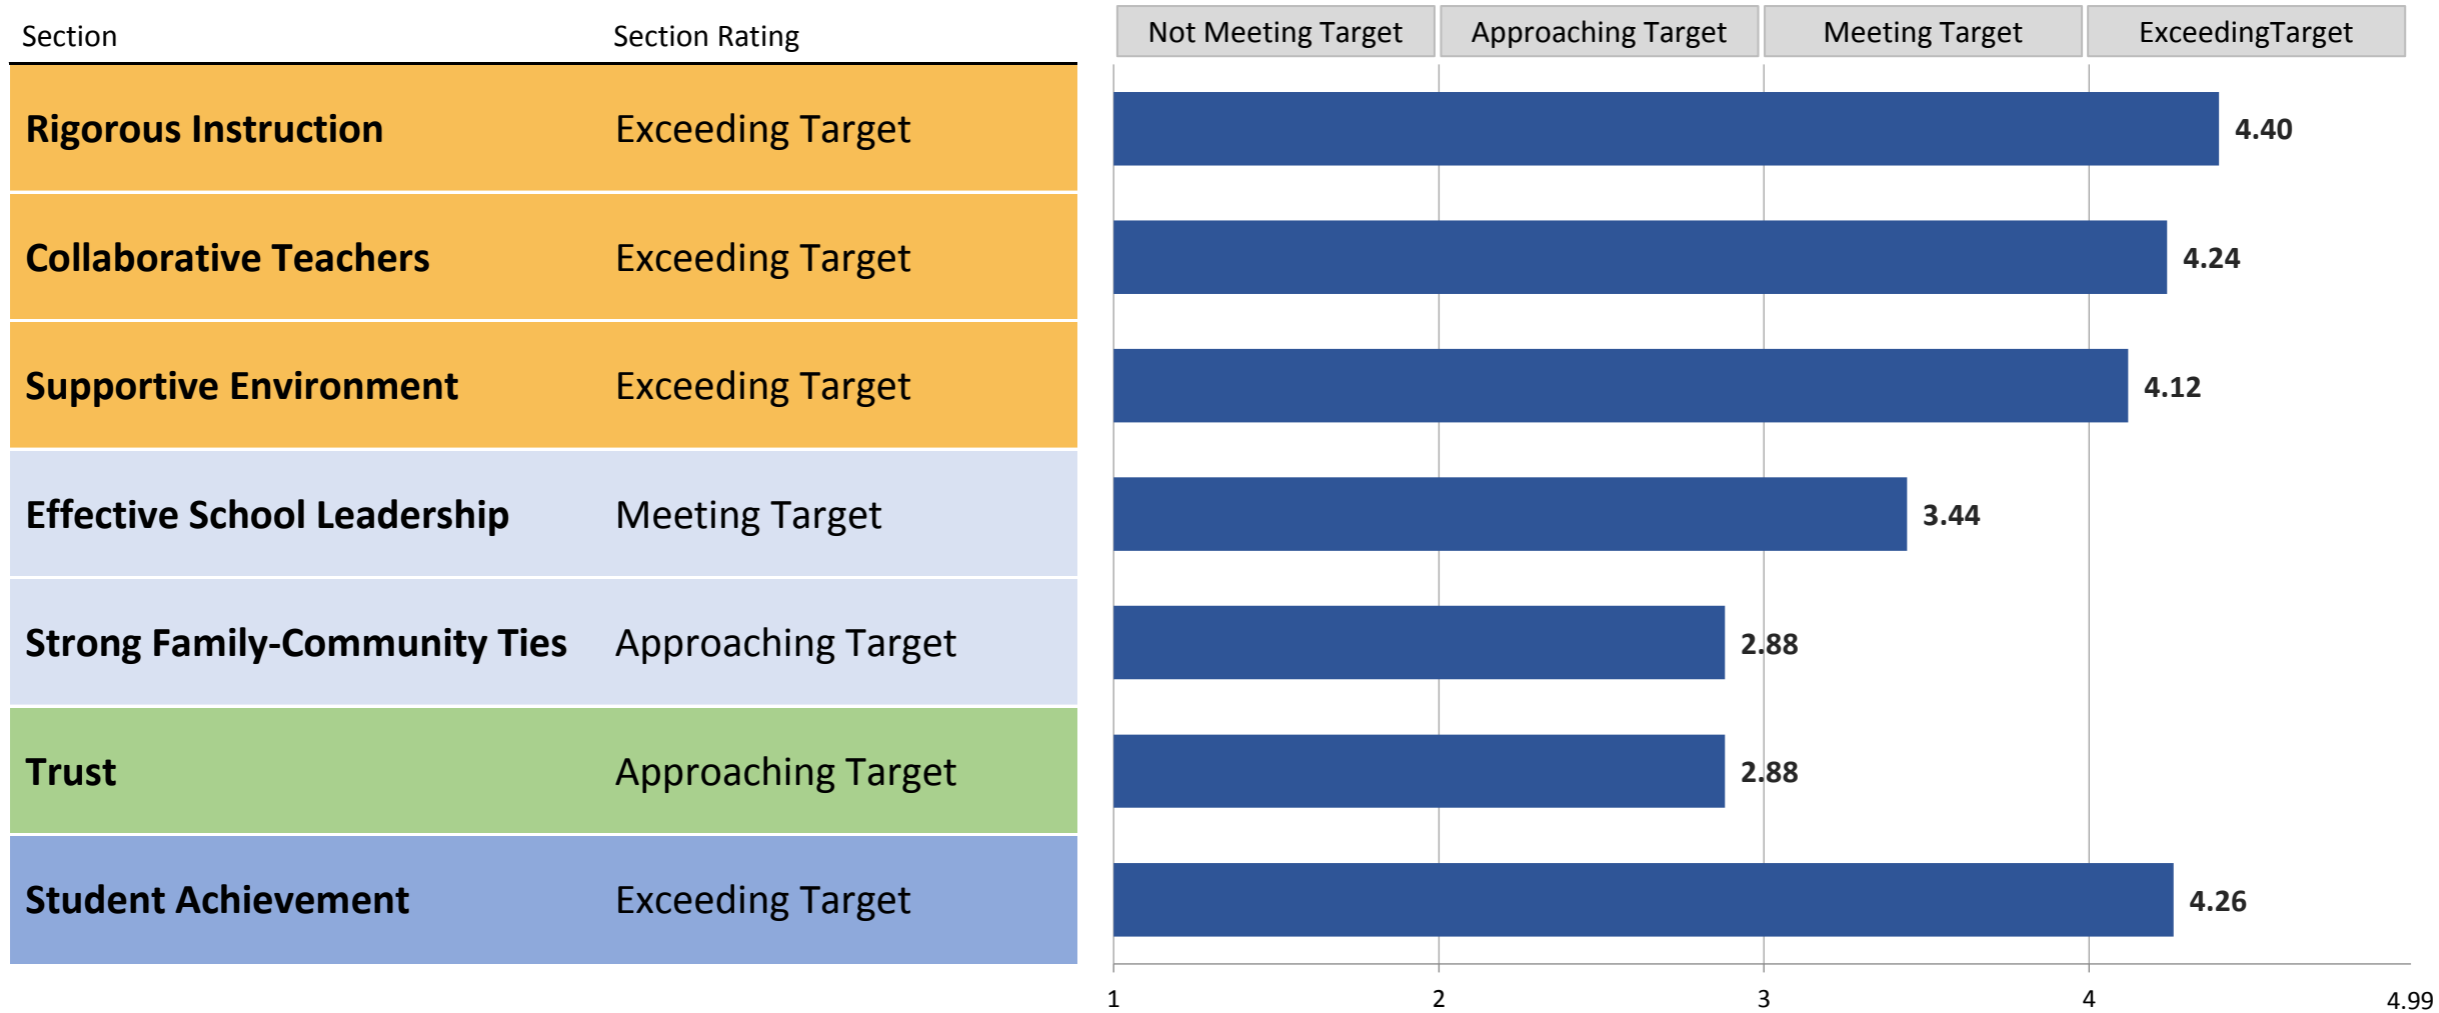 Section Section Rating Not Meeting Target Approaching Target Meeting Target ExceedingTarget
Rigorous Instruction Exceeding Target 4.40
Collaborative Teachers Exceeding Target 4.24
Supportive Environment Exceeding Target 4.12
Effective School Leadership Meeting Target 3.44
Strong Family-Community Ties Approaching Target 2.88
Trust Approaching Target 2.88
Student Achievement Exceeding Target 4.26
1 2 3 4 4.99